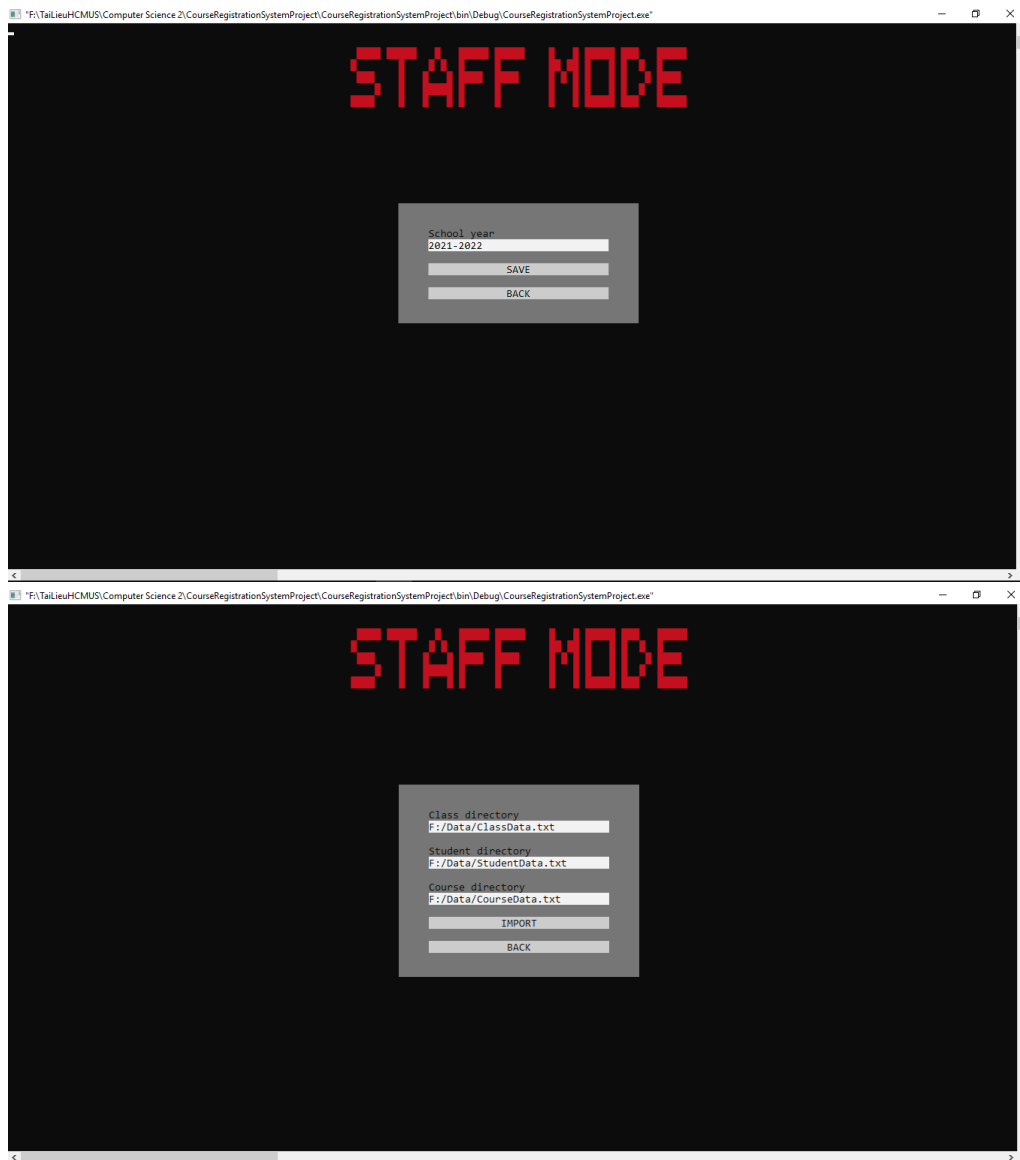 "F:\TaiLieuHCMUS\Computer Science 2\CourseRegistrationSystemProject\CourseRegistrationSystemProject\bin\Debug\CourseRegistrationSystemProject.exe"
STAFF MODE
School year
2021-2022
SAVE
BACK
"F:\TaiLieuHCMUS\Computer Science 2\CourseRegistrationSystemProject\CourseRegistrationSystemProject\bin\Debug\CourseRegistrationSystemProject.exe"
STAFF MODE
Class directory
F:/Data/ClassData.txt
Student directory
F:/Data/StudentData.txt
Course directory
F:/Data/CourseData.txt
IMPORT
BACK